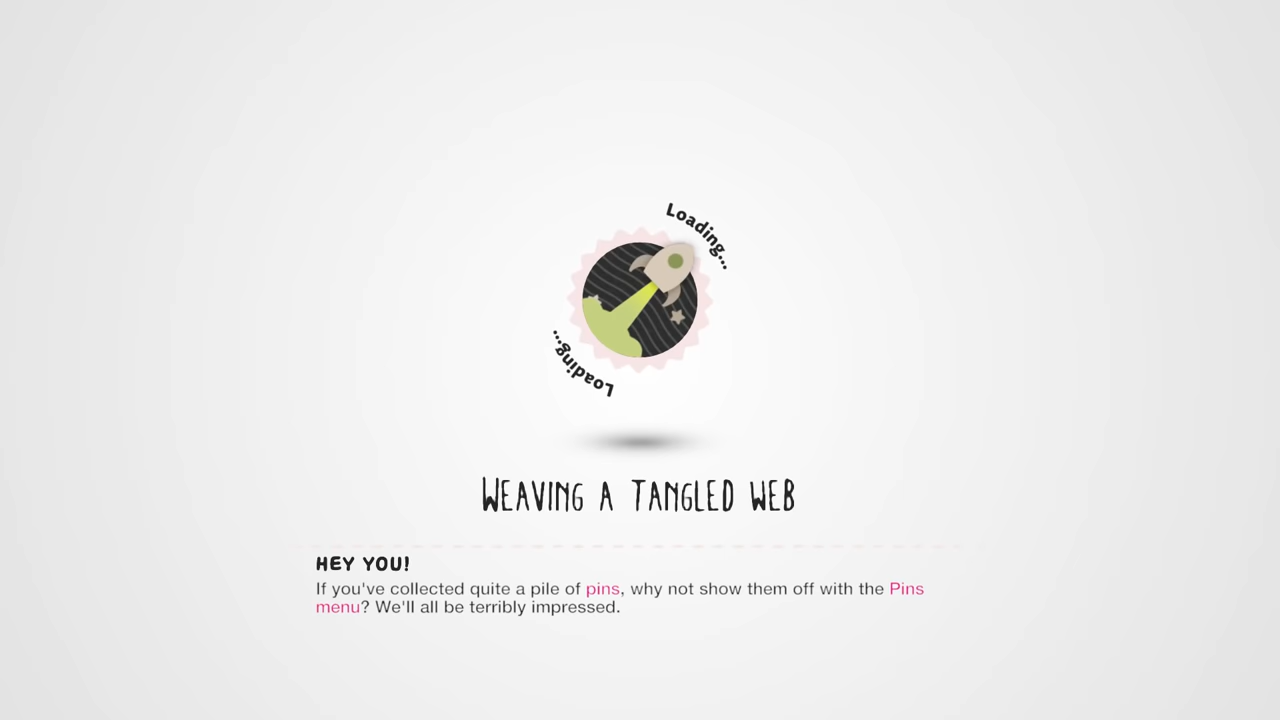 Loading...
Loading...
WEAVING A TANGLED WEB
HEY YOU!
If you've collected quite a pile of pins, why not show them off with the Pins
menu? We'll all be terribly impressed.